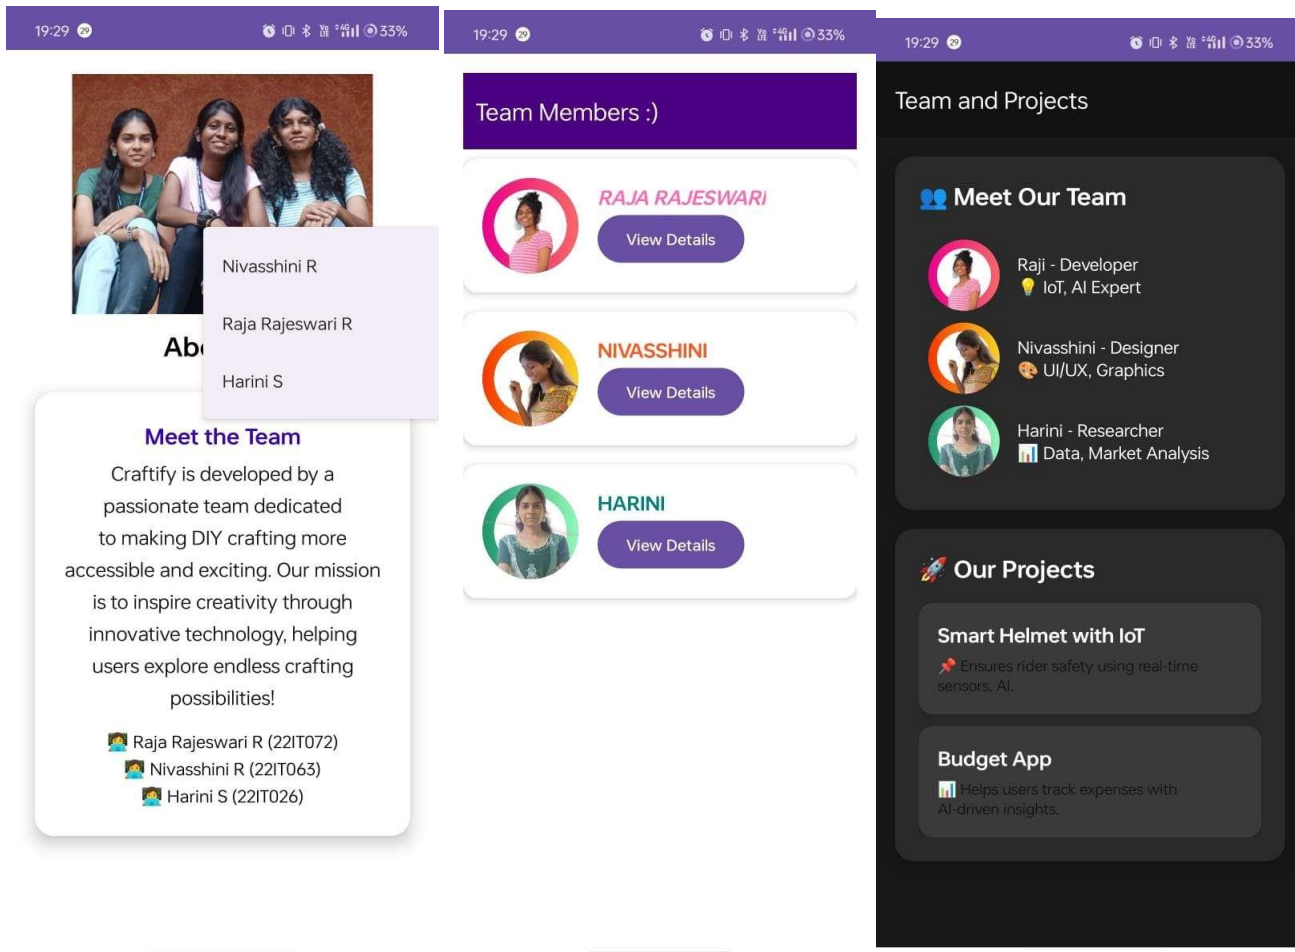 19:29 29
33%
Nivasshini R
Raja Rajeswari R
Harini S
Meet the Team
Craftify is developed by a
passionate team dedicated
to making DIY crafting more
accessible and exciting. Our mission
is to inspire creativity through
innovative technology, helping
users explore endless crafting
possibilities!
👩‍💻 Raja Rajeswari R (22IT072)
👩‍💻 Nivasshini R (22IT063)
👩‍💻 Harini S (22IT026)
19:29 29
33%
Team Members :)
RAJA RAJESWARI
View Details
NIVASSHINI
View Details
HARINI
View Details
19:29 29
33%
Team and Projects
👥 Meet Our Team
Raji - Developer
💡 IoT, AI Expert
Nivasshini - Designer
🎨 UI/UX, Graphics
Harini - Researcher
📊 Data, Market Analysis
🚀 Our Projects
Smart Helmet with IoT
📌 Ensures rider safety using real-time
sensors, AI.
Budget App
📊 Helps users track expenses with
AI-driven insights.